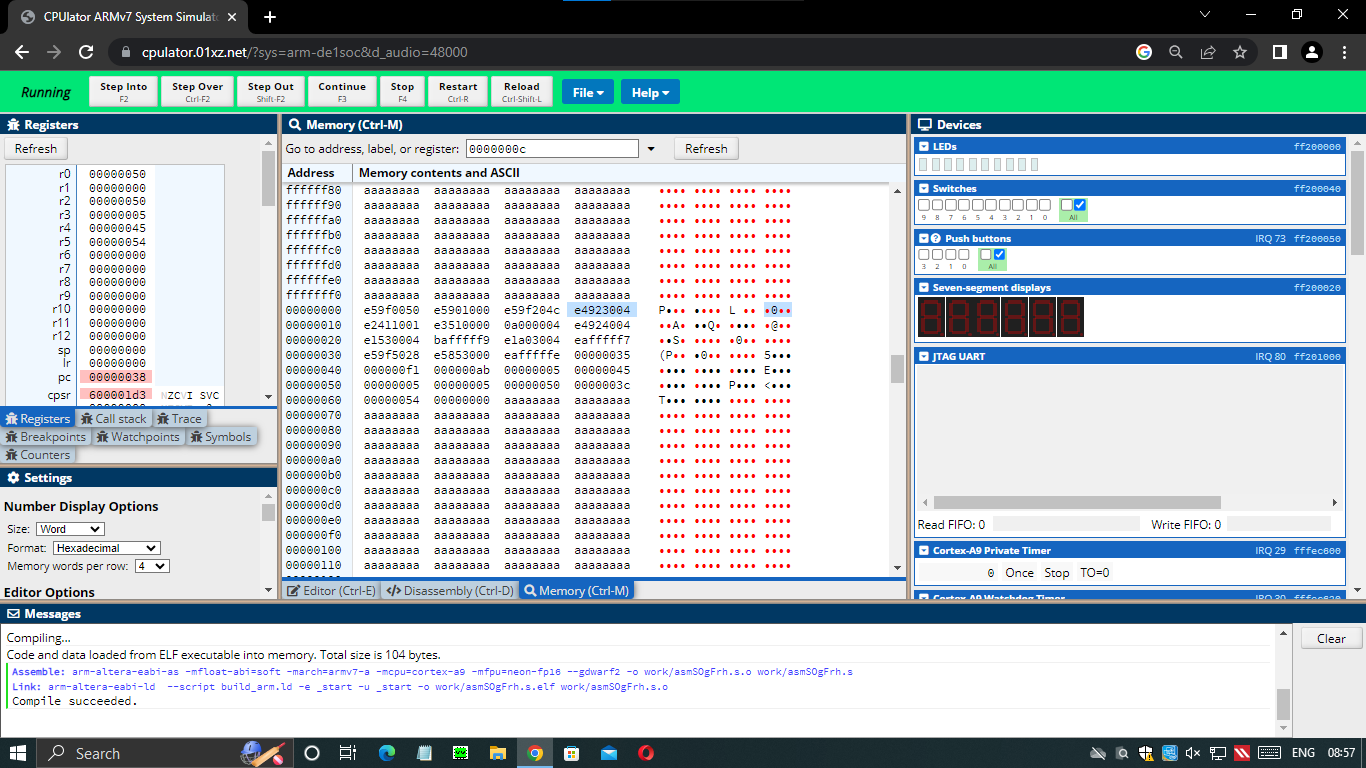 CPUlator ARMv7 System Simulato
cpulator.01xz.net/?sys=arm-de1soc&d_audio=48000
Running
Step Into F2
Step Over Ctrl-F2
Step Out Shift-F2
Continue F3
Stop F4
Restart Ctrl-R
Reload Ctrl-Shift-L
File
Help
Registers
Refresh
r0 00000050
r1 00000000
r2 00000050
r3 00000005
r4 00000045
r5 00000054
r6 00000000
r7 00000000
r8 00000000
r9 00000000
r10 00000000
r11 00000000
r12 00000000
sp 00000000
lr 00000000
pc 00000038
cpsr 600001d3 NZCVI SVC
Registers Call stack Trace
Breakpoints Watchpoints Symbols
Counters
Settings
Number Display Options
Size: Word
Format: Hexadecimal
Memory words per row: 4
Editor Options
Memory (Ctrl-M)
Go to address, label, or register: 0000000c Refresh
Address Memory contents and ASCII
ffffff80 aaaaaaaa aaaaaaaa aaaaaaaa aaaaaaaa
ffffff90 aaaaaaaa aaaaaaaa aaaaaaaa aaaaaaaa
ffffffa0 aaaaaaaa aaaaaaaa aaaaaaaa aaaaaaaa
ffffffb0 aaaaaaaa aaaaaaaa aaaaaaaa aaaaaaaa
ffffffc0 aaaaaaaa aaaaaaaa aaaaaaaa aaaaaaaa
ffffffd0 aaaaaaaa aaaaaaaa aaaaaaaa aaaaaaaa
ffffffe0 aaaaaaaa aaaaaaaa aaaaaaaa aaaaaaaa
fffffff0 aaaaaaaa aaaaaaaa aaaaaaaa aaaaaaaa
00000000 e59f0050 e5901000 e59f204c e4923004 P••• •••• L •• •0••
00000010 e2411001 e3510000 0a000004 e4924004 ••A• ••Q• •••• •@••
00000020 e1530004 bafffff9 e1a03004 eafffff7 ••S• •••• •0•• ••••
00000030 e59f5028 e5853000 eafffffe 00000035 (P•• •0•• •••• 5•••
00000040 000000f1 000000ab 00000005 00000045 •••• •••• •••• E•••
00000050 00000005 00000005 00000050 0000003c •••• •••• P••• <•••
00000060 00000054 00000000 aaaaaaaa aaaaaaaa T••• •••• •••• ••••
00000070 aaaaaaaa aaaaaaaa aaaaaaaa aaaaaaaa
00000080 aaaaaaaa aaaaaaaa aaaaaaaa aaaaaaaa
00000090 aaaaaaaa aaaaaaaa aaaaaaaa aaaaaaaa
000000a0 aaaaaaaa aaaaaaaa aaaaaaaa aaaaaaaa
000000b0 aaaaaaaa aaaaaaaa aaaaaaaa aaaaaaaa
000000c0 aaaaaaaa aaaaaaaa aaaaaaaa aaaaaaaa
000000d0 aaaaaaaa aaaaaaaa aaaaaaaa aaaaaaaa
000000e0 aaaaaaaa aaaaaaaa aaaaaaaa aaaaaaaa
000000f0 aaaaaaaa aaaaaaaa aaaaaaaa aaaaaaaa
00000100 aaaaaaaa aaaaaaaa aaaaaaaa aaaaaaaa
00000110 aaaaaaaa aaaaaaaa aaaaaaaa aaaaaaaa
Editor (Ctrl-E) Disassembly (Ctrl-D) Memory (Ctrl-M)
Devices
LEDs ff200000
Switches ff200040
9 8 7 6 5 4 3 2 1 0 All
Push buttons IRQ 73 ff200050
3 2 1 0 All
Seven-segment displays ff200020
JTAG UART IRQ 80 ff201000
Read FIFO: 0 Write FIFO: 0
Cortex-A9 Private Timer IRQ 29 fffec600
0 Once Stop TO=0
Cortex-A9 Watchdog Timer IRQ 30 fffec620
Messages
Clear
Compiling...
Code and data loaded from ELF executable into memory. Total size is 104 bytes.
Assemble: arm-altera-eabi-as -mfloat-abi=soft -march=armv7-a -mcpu=cortex-a9 -mfpu=neon-fp16 --gdwarf2 -o work/asmSOgFrh.s.o work/asmSOgFrh.s
Link: arm-altera-eabi-ld --script build_arm.ld -e _start -u _start -o work/asmSOgFrh.s.elf work/asmSOgFrh.s.o
Compile succeeded.
Search
ENG 08:57